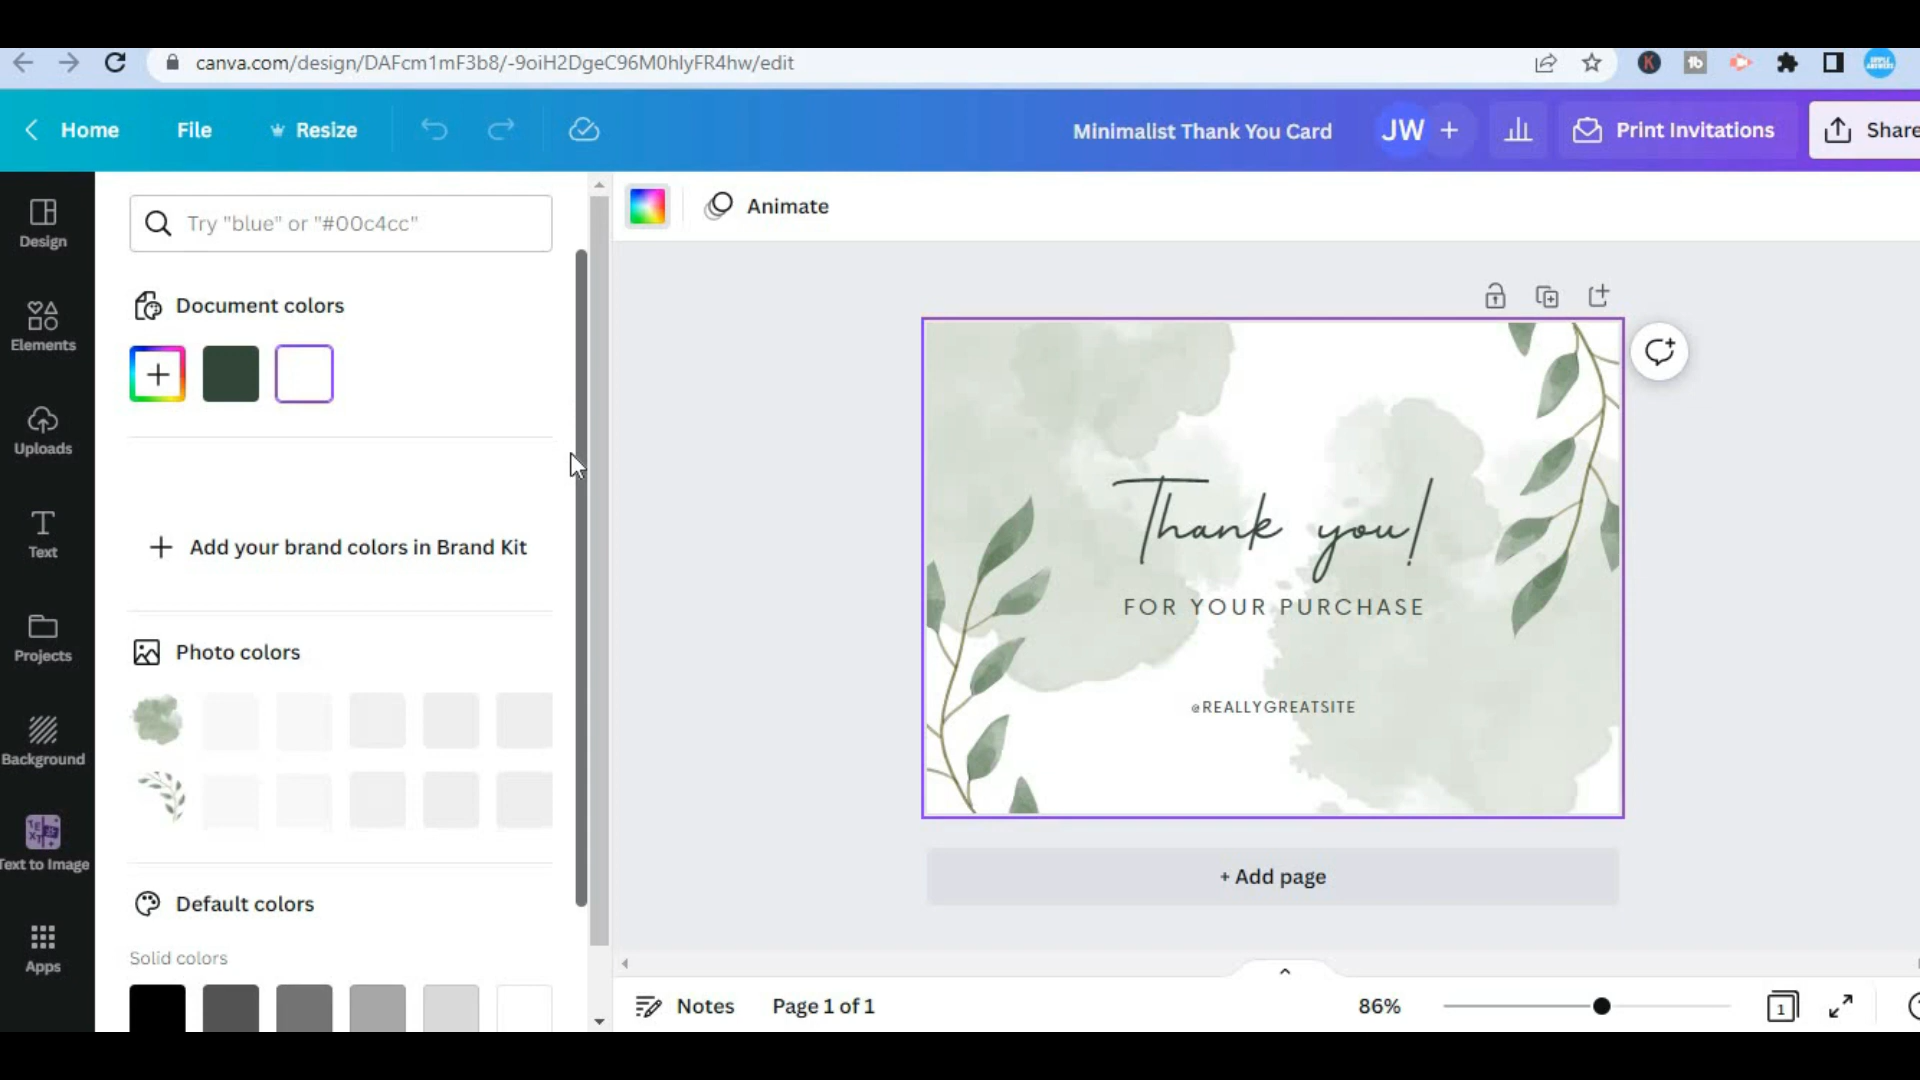 canva.com/design/DAFcm1mF3b8/-9oiH2DgeC96M0hlyFR4hw/edit
Home File Resize
Minimalist Thank You Card JW + Print Invitations Share
Design
Elements
Uploads
Text
Projects
Background
Text to Image
Apps
Try "blue" or "#00c4cc"
Document colors
+ Add your brand colors in Brand Kit
Photo colors
Default colors
Solid colors
Animate
Thank you!
FOR YOUR PURCHASE
@REALLYGREATSITE
+ Add page
Notes Page 1 of 1 86% 1